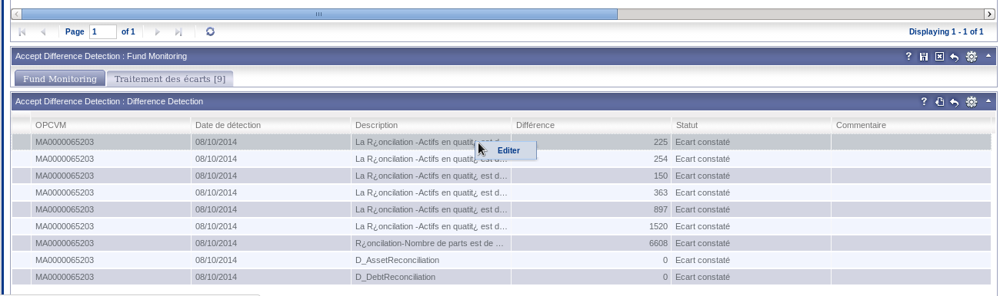 Page 1 of 1 Displaying 1 - 1 of 1
Accept Difference Detection : Fund Monitoring
Fund Monitoring Traitement des écarts [9]
Accept Difference Detection : Difference Detection
OPCVM Date de détection Description Différence Statut Commentaire
MA0000065203 08/10/2014 La R¿oncilation -Actifs en quatit¿ est d... 225 Ecart constaté
Editer
MA0000065203 08/10/2014 La R¿oncilation -Actifs en quatit¿ est d... 254 Ecart constaté
MA0000065203 08/10/2014 La R¿oncilation -Actifs en quatit¿ est d... 150 Ecart constaté
MA0000065203 08/10/2014 La R¿oncilation -Actifs en quatit¿ est d... 363 Ecart constaté
MA0000065203 08/10/2014 La R¿oncilation -Actifs en quatit¿ est d... 897 Ecart constaté
MA0000065203 08/10/2014 La R¿oncilation -Actifs en quatit¿ est d... 1520 Ecart constaté
MA0000065203 08/10/2014 R¿oncilation-Nombre de parts est de ... 6608 Ecart constaté
MA0000065203 08/10/2014 D_AssetReconciliation 0 Ecart constaté
MA0000065203 08/10/2014 D_DebtReconciliation 0 Ecart constaté